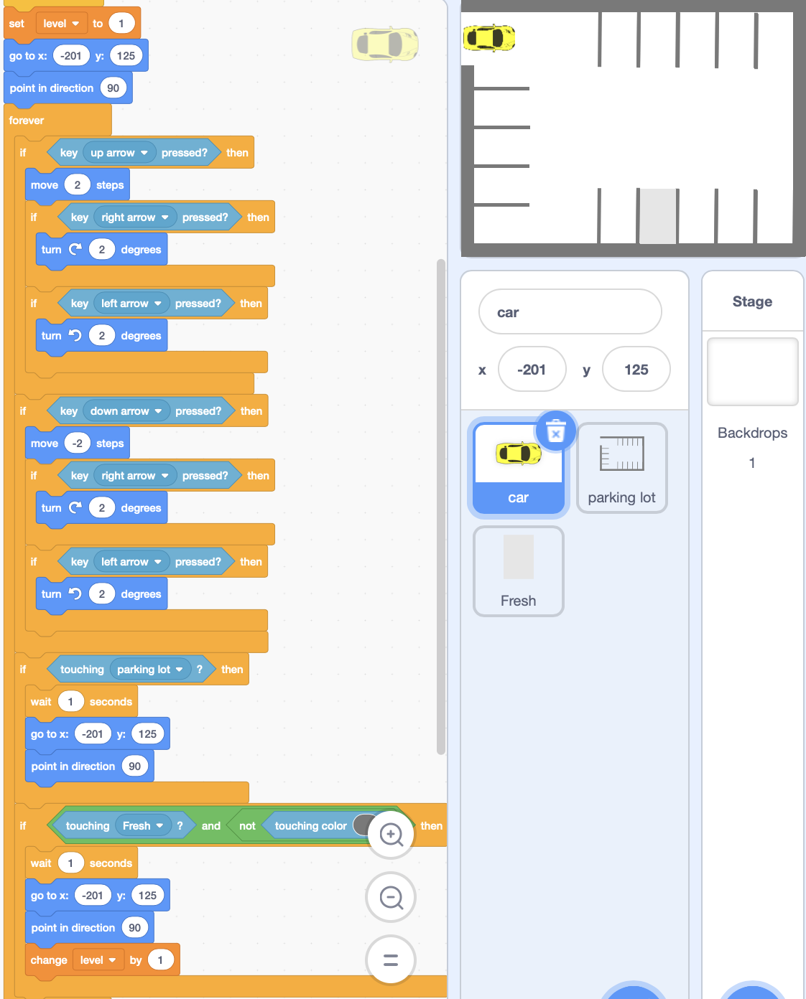 set level to 1
go to x: -201 y: 125
point in direction 90
forever
if key up arrow pressed? then
move 2 steps
if key right arrow pressed? then
turn 2 degrees
if key left arrow pressed? then
turn 2 degrees
if key down arrow pressed? then
move -2 steps
if key right arrow pressed? then
turn 2 degrees
if key left arrow pressed? then
turn 2 degrees
if touching parking lot ? then
wait 1 seconds
go to x: -201 y: 125
point in direction 90
if touching Fresh ? and not touching color then
wait 1 seconds
go to x: -201 y: 125
point in direction 90
change level by 1
car
x -201 y 125
car
parking lot
Fresh
Stage
Backdrops
1